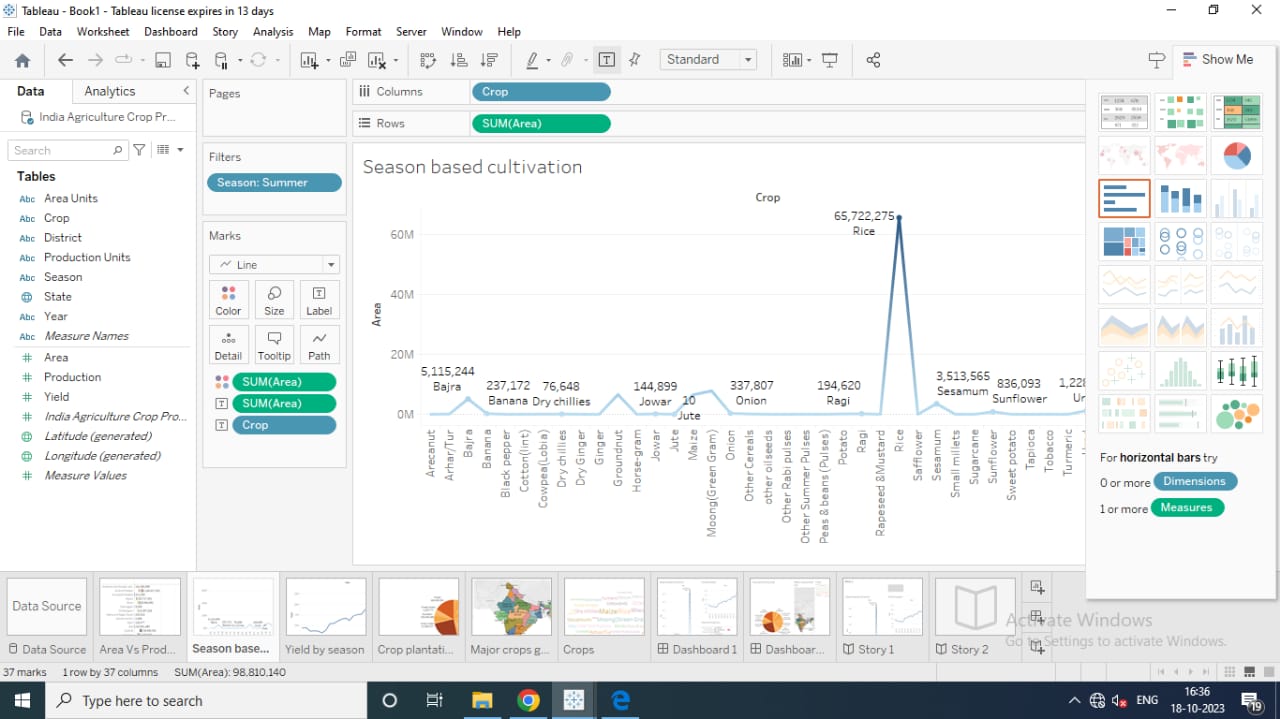 Tableau - Book1 - Tableau license expires in 13 days
File Data Worksheet Dashboard Story Analysis Map Format Server Window Help
Standard
Show Me
Data Analytics
India Agriculture Crop Pr...
Search
Tables
Abc Area Units
Abc Crop
Abc District
Abc Production Units
Abc Season
State
Abc Year
Abc Measure Names
Area
Production
Yield
India Agriculture Crop Pro...
Latitude (generated)
Longitude (generated)
Measure Values
Pages
Filters
Season: Summer
Marks
Line
Color Size Label
Detail Tooltip Path
SUM(Area)
SUM(Area)
Crop
Columns Crop
Rows SUM(Area)
Season based cultivation
Crop
65,722,275
Rice
60M
40M
20M
0M
Area
5,115,244
Bajra
237,172
Banana
76,648
Dry chillies
144,899
Jowar
10
Jute
337,807
Onion
194,620
Ragi
3,513,565
Sesamum
836,093
Sunflower
1,228
Ur
Arecanut
Arhar/Tur
Bajra
Banana
Black pepper
Cotton(lint)
Cowpea(Lobia)
Dry chillies
Dry Ginger
Ginger
Groundnut
Horse-gram
Jowar
Jute
Maize
Moong(Green Gram)
Onion
Other Cereals
other oilseeds
Other Rabi pulses
Other Summer Pulses
Peas & beans (Pulses)
Potato
Ragi
Rapeseed &Mustard
Rice
Safflower
Sesamum
Small millets
Sugarcane
Sunflower
Sweet potato
Tapioca
Tobacco
Turmeric
For horizontal bars try
0 or more Dimensions
1 or more Measures
Data Source
Data Source
Area Vs Prod...
Season base...
Yield by season
Crop plantati...
Major crops g...
Crops
Dashboard 1
Dashboar...
Story 1
Story 2
Activate Windows
Go to Settings to activate Windows.
37 marks 1 row by 37 columns SUM(Area): 98,810,140
Type here to search
ENG
16:36
18-10-2023
19